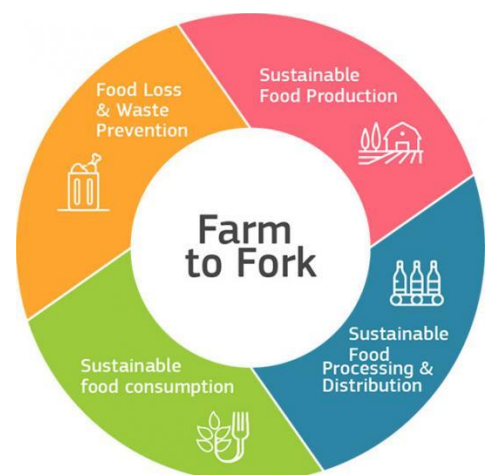 Farm
to Fork
Sustainable
Food Production
Sustainable
Food
Processing &
Distribution
Sustainable
food consumption
Food Loss
& Waste
Prevention